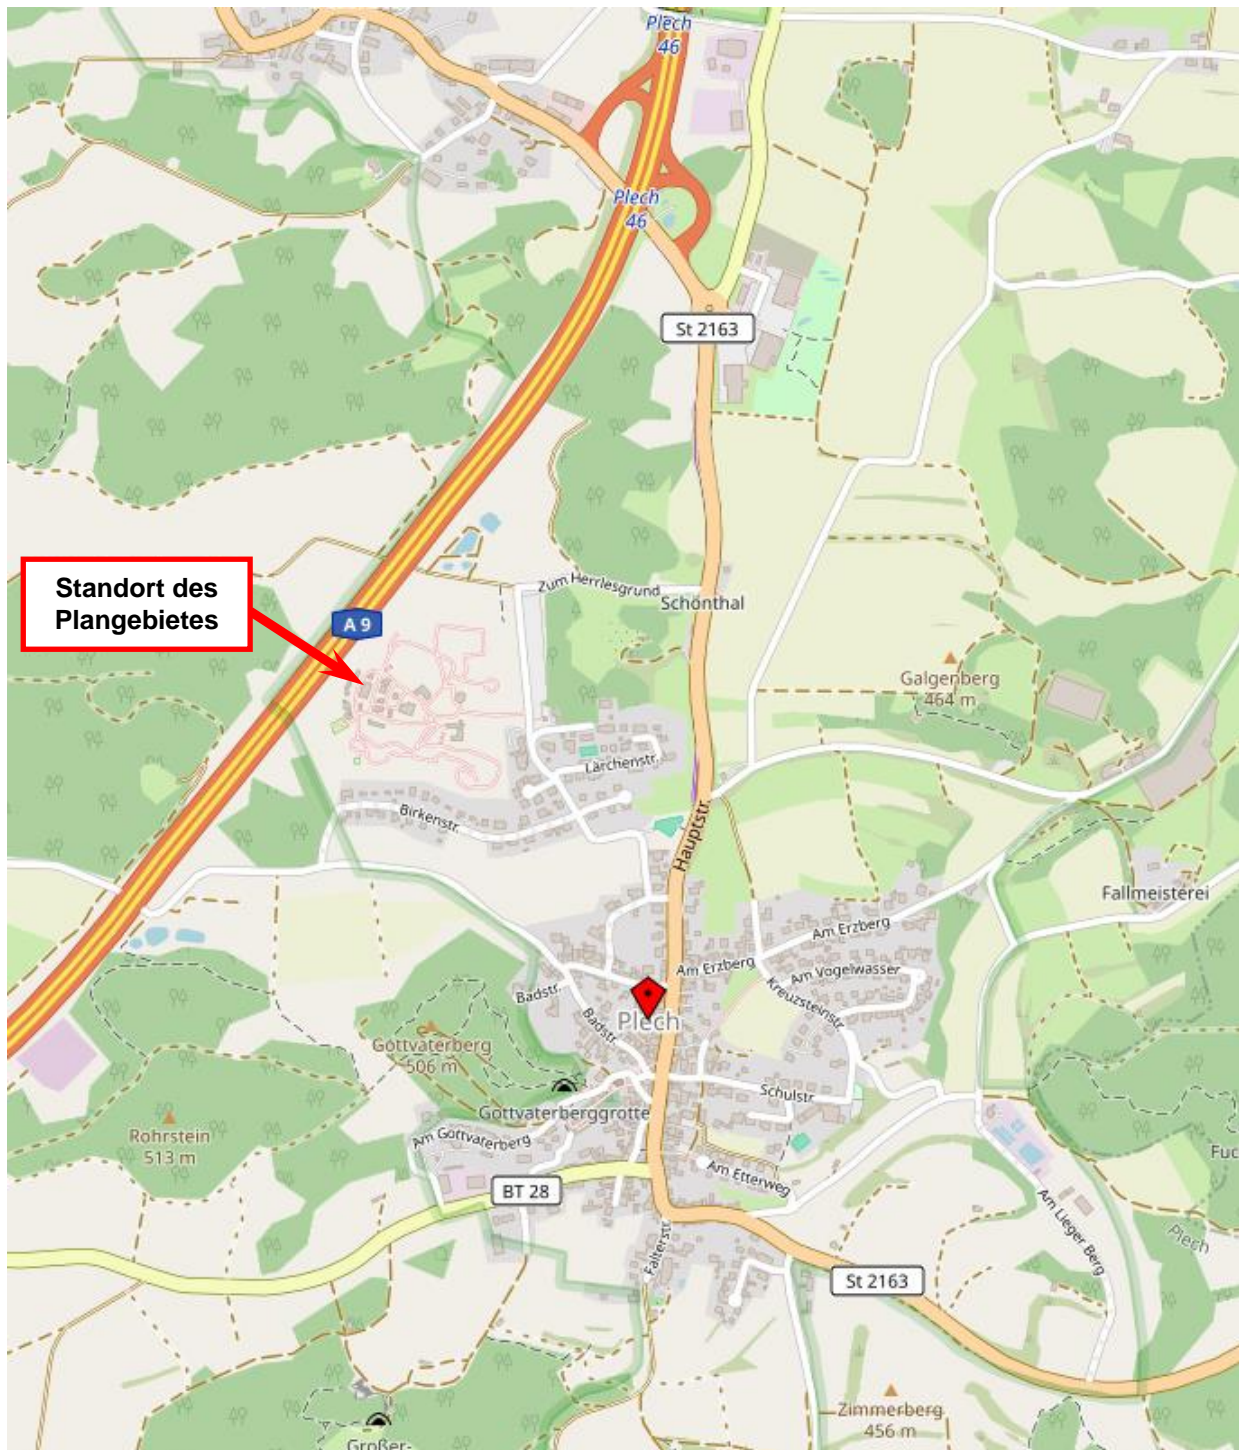 Plech
46
Plech
46
St 2163
Standort des
Plangebietes
A 9
Zum Herrlesgrund
Schönthal
Galgenberg
464 m
Lärchenstr.
Birkenstr.
Hauptstr.
Fallmeisterei
Am Erzberg
Am Erzberg
Am Vogelwasser
Kreuzsteinstr.
Badstr.
Badstr.
Plech
Gottvaterberg
506 m
Schulstr.
Gottvaterberggrotte
Rohrstein
513 m
Am Gottvaterberg
Fuc
Am Etterweg
BT 28
Am Lieger Berg
Plech
Falterstr.
St 2163
Zimmerberg
456 m
Großer-